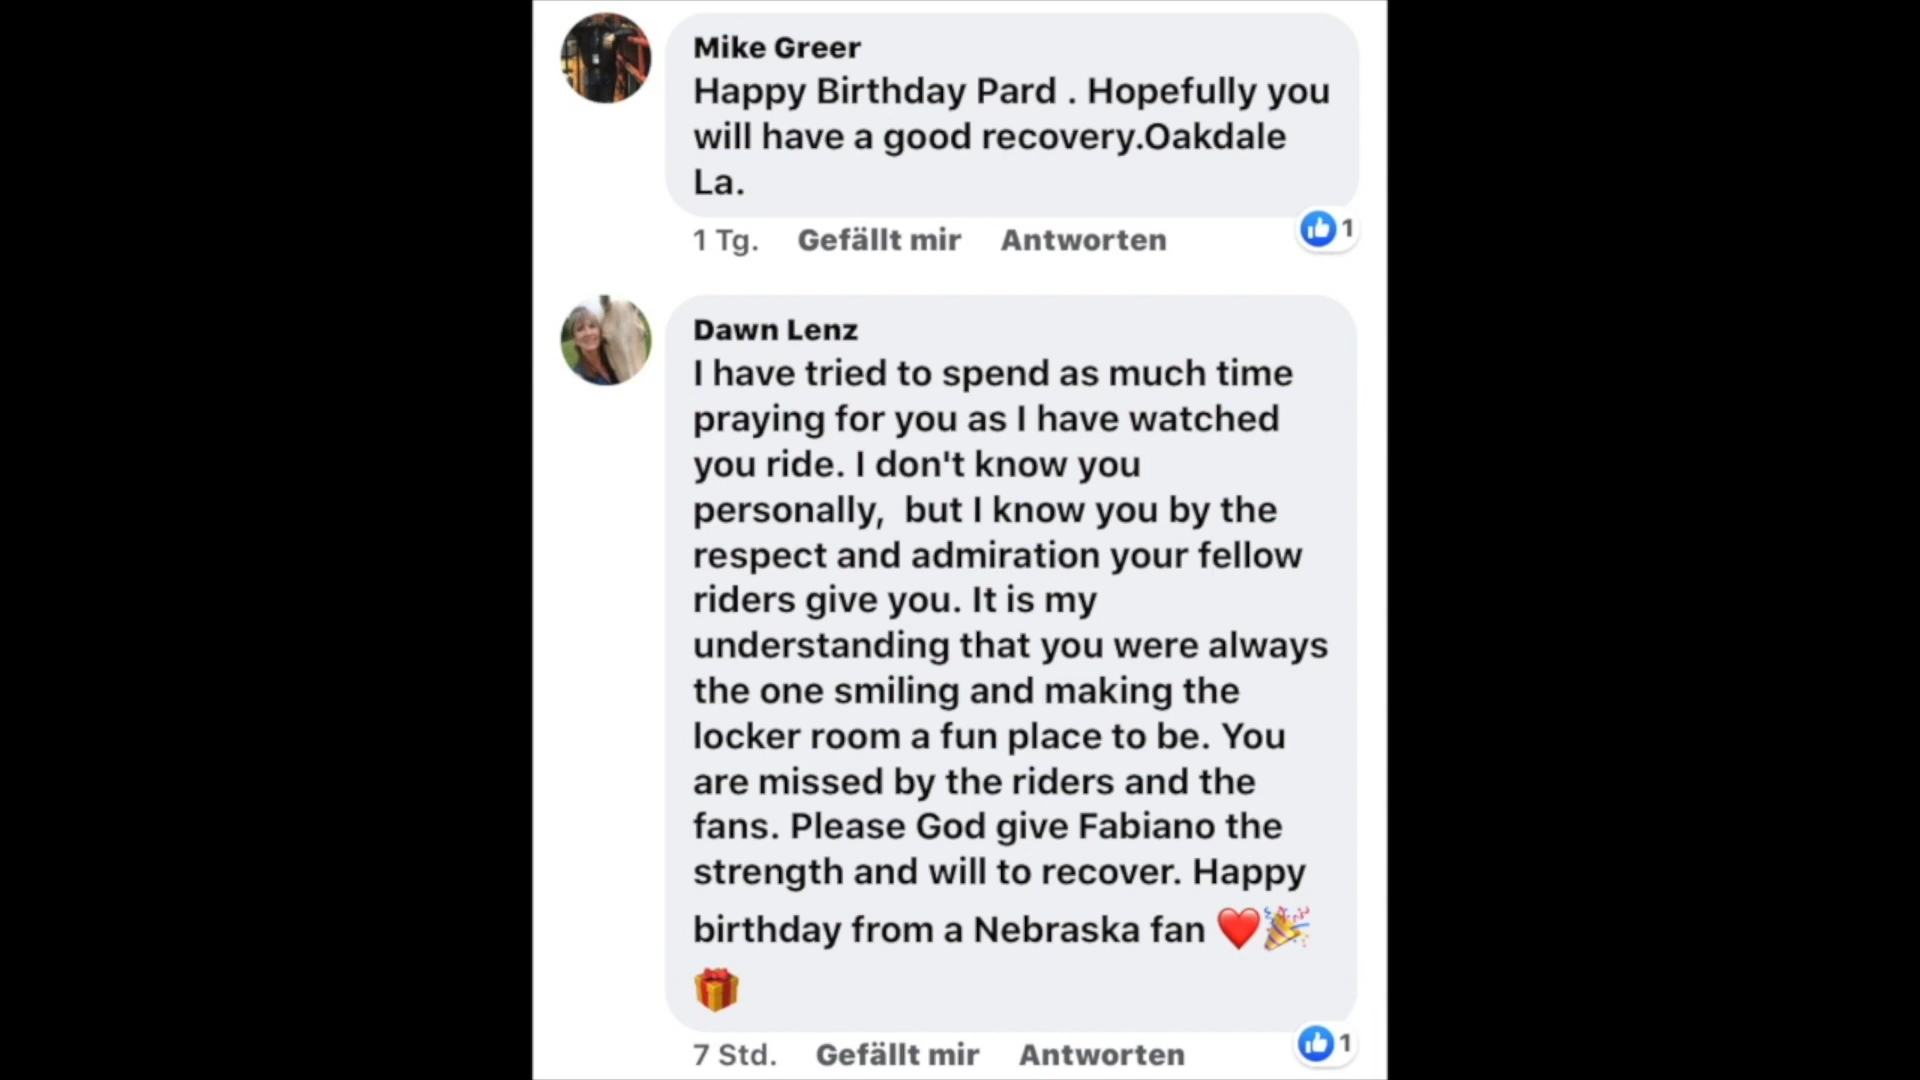 Mike Greer
Happy Birthday Pard . Hopefully you
will have a good recovery.Oakdale
La.
1 Tg. Gefällt mir Antworten 1
Dawn Lenz
I have tried to spend as much time
praying for you as I have watched
you ride. I don't know you
personally,  but I know you by the
respect and admiration your fellow
riders give you. It is my
understanding that you were always
the one smiling and making the
locker room a fun place to be. You
are missed by the riders and the
fans. Please God give Fabiano the
strength and will to recover. Happy
birthday from a Nebraska fan ❤️🎉
🎁
7 Std. Gefällt mir Antworten 1